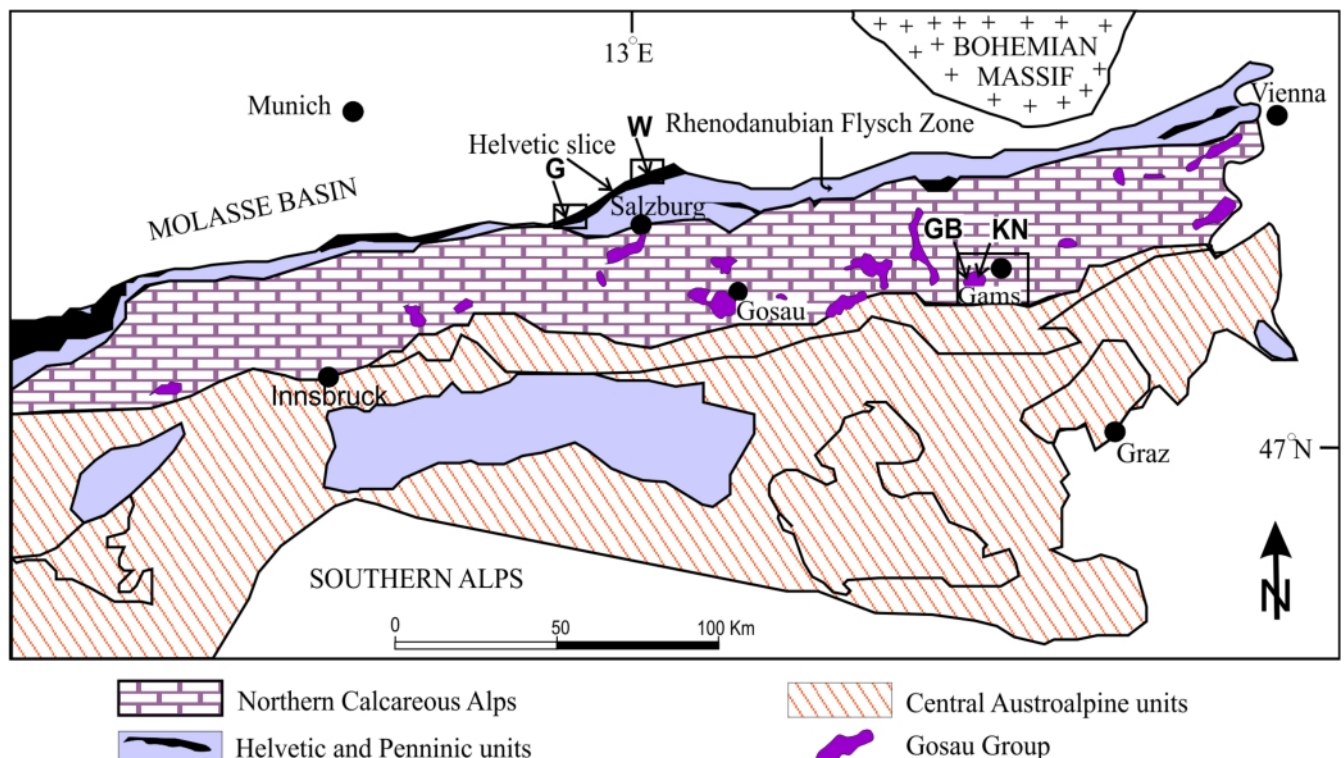 13°E
BOHEMIAN
MASSIF
Munich
Vienna
W
Rhenodanubian Flysch Zone
Helvetic slice
G
MOLASSE BASIN
Salzburg
GB KN
Gams
Gosau
Innsbruck
Graz
47°N
SOUTHERN ALPS
N
0 50 100 Km
Northern Calcareous Alps
Central Austroalpine units
Helvetic and Penninic units
Gosau Group